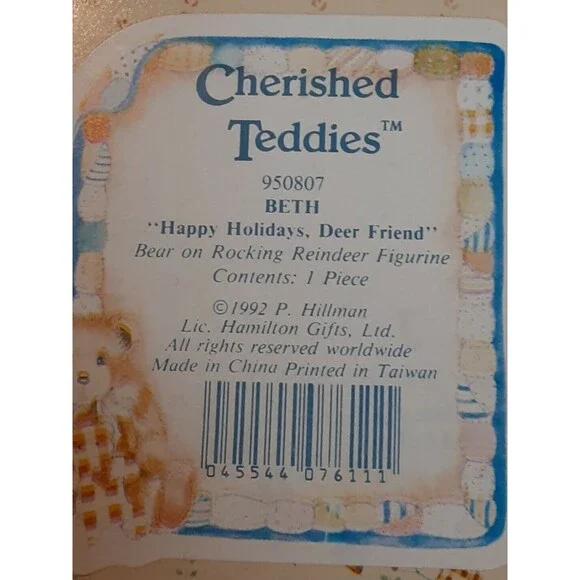 Cherished
Teddies™
950807
BETH
"Happy Holidays, Deer Friend"
Bear on Rocking Reindeer Figurine
Contents: 1 Piece
©1992 P. Hillman
Lic. Hamilton Gifts, Ltd.
All rights reserved worldwide
Made in China Printed in Taiwan
045544 076111